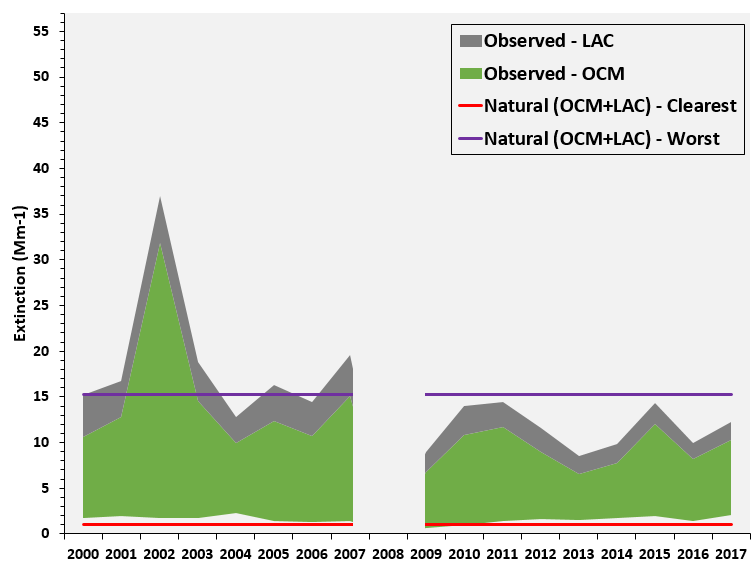 Observed - LAC
Observed - OCM
Natural (OCM+LAC) - Clearest
Natural (OCM+LAC) - Worst
Extinction (Mm-1)
55
50
45
40
35
30
25
20
15
10
5
0
2000 2001 2002 2003 2004 2005 2006 2007 2008 2009 2010 2011 2012 2013 2014 2015 2016 2017